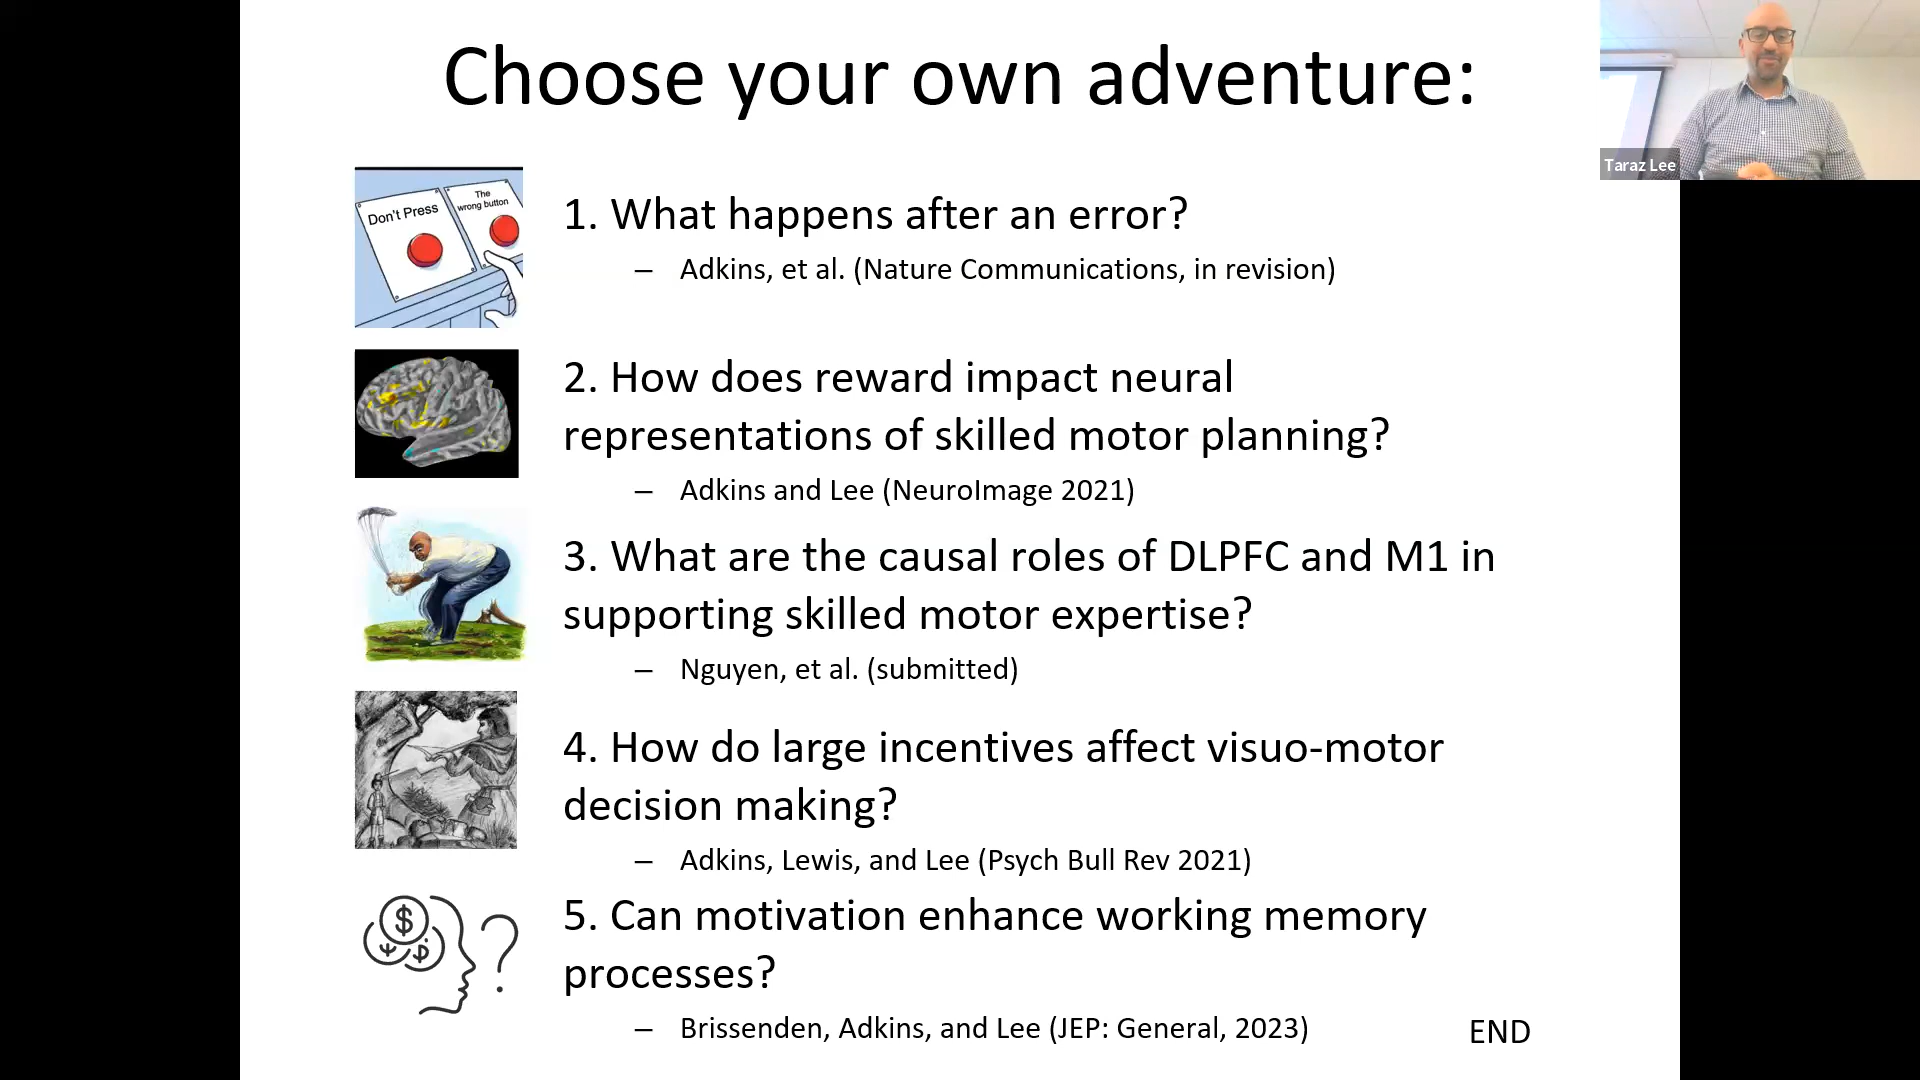 Choose your own adventure:
Taraz Lee
Don't Press
The
wrong button
1. What happens after an error?
– Adkins, et al. (Nature Communications, in revision)
2. How does reward impact neural
representations of skilled motor planning?
– Adkins and Lee (NeuroImage 2021)
3. What are the causal roles of DLPFC and M1 in
supporting skilled motor expertise?
– Nguyen, et al. (submitted)
4. How do large incentives affect visuo-motor
decision making?
– Adkins, Lewis, and Lee (Psych Bull Rev 2021)
$
?
5. Can motivation enhance working memory
processes?
– Brissenden, Adkins, and Lee (JEP: General, 2023)
END